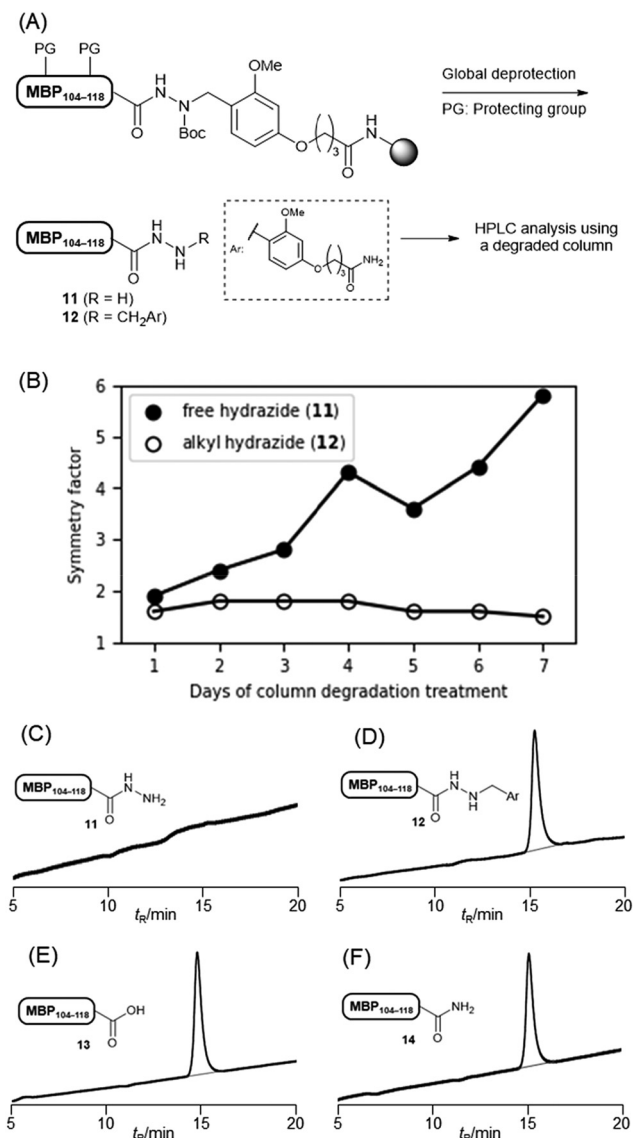 (A)
PG PG
MBP104–118
O
H
N
N
Boc
OMe
O
( )3
O
H
N
Global deprotection
PG: Protecting group
MBP104–118
O
H
N
N
H
R
11 (R = H)
12 (R = CH2Ar)
Ar:
OMe
O
( )3
NH2
O
HPLC analysis using
a degraded column
(B)
Symmetry factor
6
5
4
3
2
1
free hydrazide (11)
alkyl hydrazide (12)
1 2 3 4 5 6 7
Days of column degradation treatment
(C)
MBP104–118
H
N
NH2
O
11
5 10 15 20
tR/min
(D)
MBP104–118
H
N
N
H
Ar
O
12
5 10 15 20
tR/min
(E)
MBP104–118
OH
O
13
5 10 15 20
tR/min
(F)
MBP104–118
NH2
O
14
5 10 15 20
tR/min